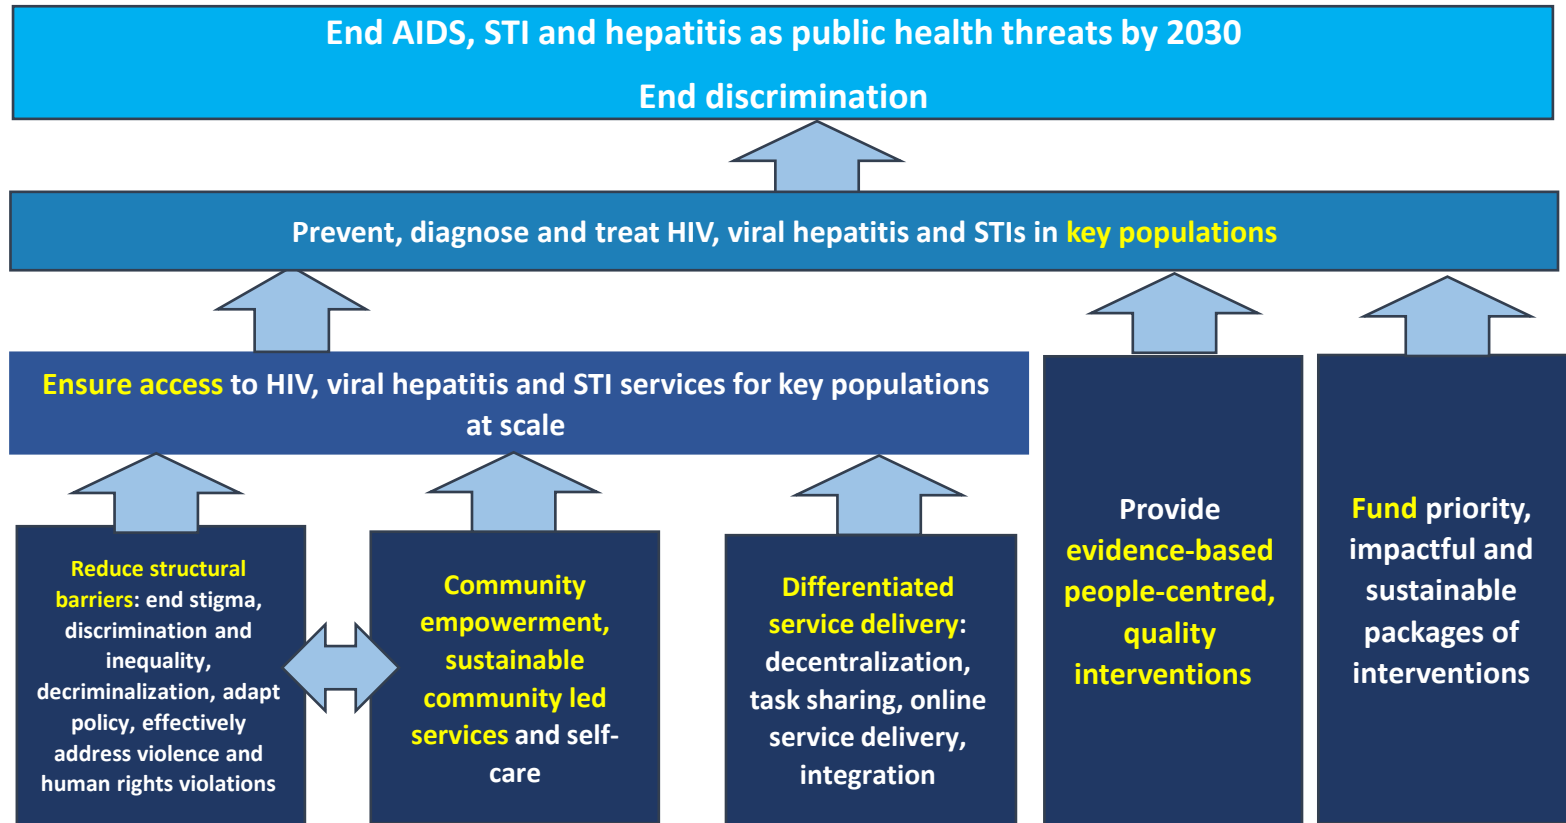 End AIDS, STI and hepatitis as public health threats by 2030
End discrimination
Prevent, diagnose and treat HIV, viral hepatitis and STIs in key populations
Ensure access to HIV, viral hepatitis and STI services for key populations
at scale
Reduce structural
barriers: end stigma,
discrimination and
inequality,
decriminalization, adapt
policy, effectively
address violence and
human rights violations
Community
empowerment,
sustainable
community led
services and self-
care
Differentiated
service delivery:
decentralization,
task sharing, online
service delivery,
integration
Provide
evidence-based
people-centred,
quality
interventions
Fund priority,
impactful and
sustainable
packages of
interventions